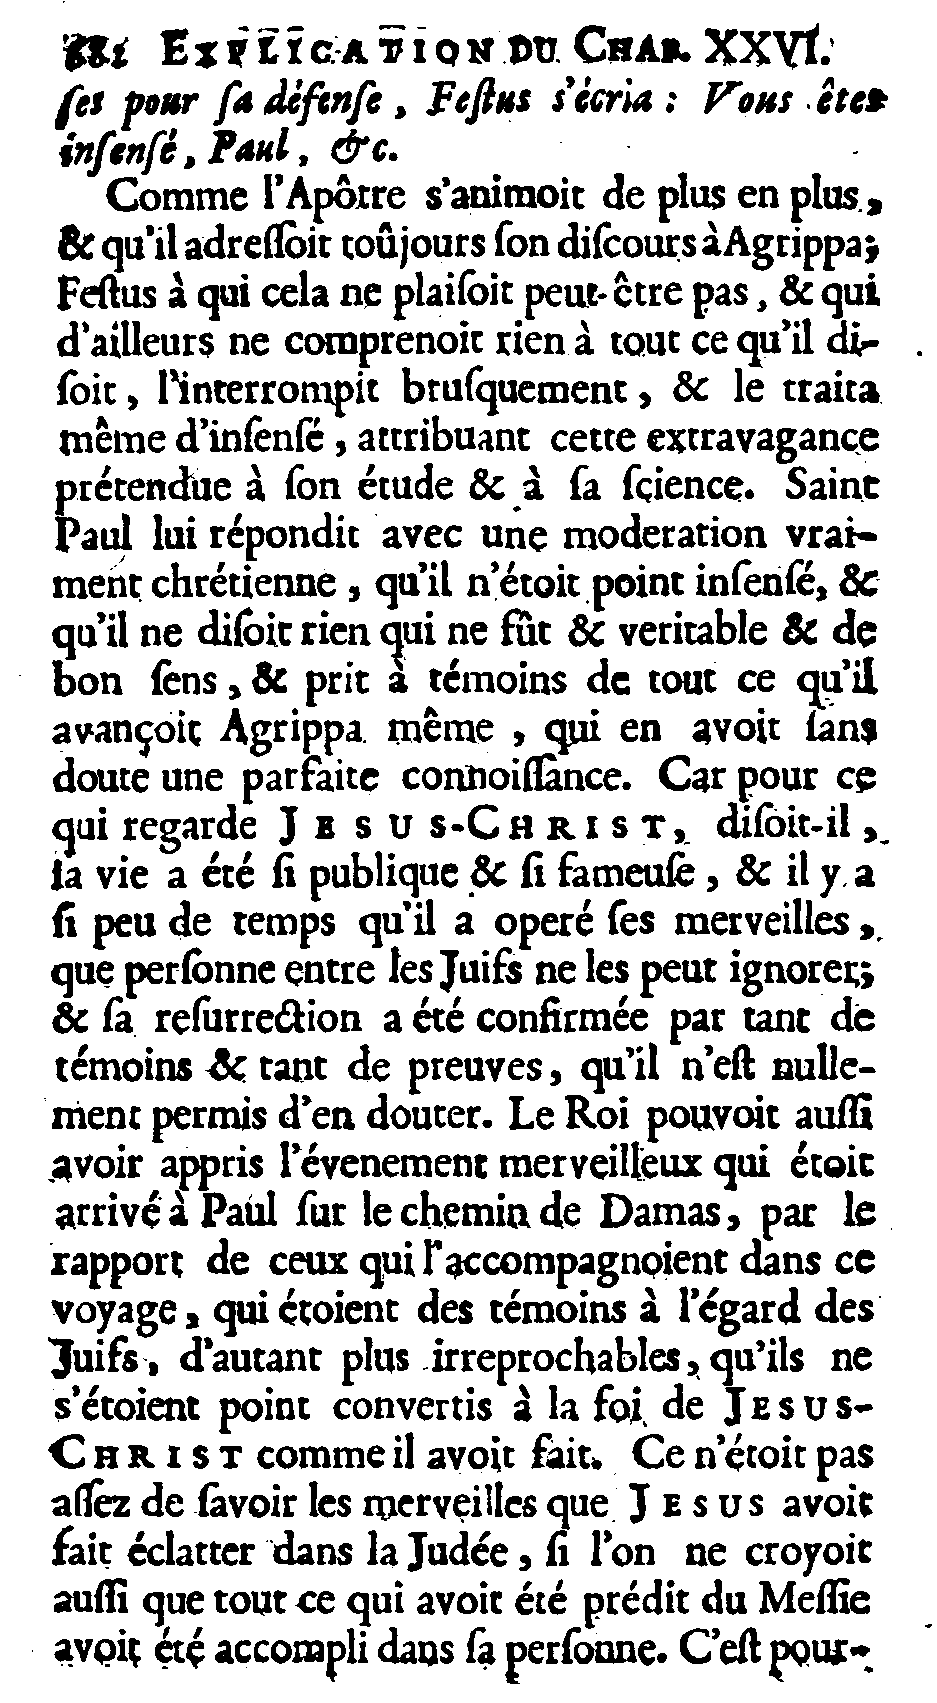 EXPLICATION DU CHAP. XXVI.
ſes pour ſa défenſe, Feſtus s'écria : Vous êtes
inſenſé, Paul, &c.
Comme l'Apôtre s'animoit de plus en plus,
& qu'il adreſſoit toûjours ſon diſcours à Agrippa;
Feſtus à qui cela ne plaiſoit peut-être pas, & qui
d'ailleurs ne comprenoit rien à tout ce qu'il di-
ſoit, l'interrompit bruſquement, & le traita
même d'inſenſé, attribuant cette extravagance
prétendue à ſon étude & à ſa ſcience. Saint
Paul lui répondit avec une moderation vrai-
ment chrétienne, qu'il n'étoit point inſenſé, &
qu'il ne diſoit rien qui ne fût & veritable & de
bon ſens, & prit à témoins de tout ce qu'il
avançoit Agrippa même, qui en avoit ſans
doute une parfaite connoiſſance. Car pour ce
qui regarde JESUS-CHRIST, diſoit-il,
ſa vie a été ſi publique & ſi fameuſe, & il y a
ſi peu de temps qu'il a operé ſes merveilles,
que perſonne entre les Juifs ne les peut ignorer;
& ſa reſurrection a été confirmée par tant de
témoins & tant de preuves, qu'il n'eſt nulle-
ment permis d'en douter. Le Roi pouvoit auſſi
avoir appris l'évenement merveilleux qui étoit
arrivé à Paul ſur le chemin de Damas, par le
rapport de ceux qui l'accompagnoient dans ce
voyage, qui étoient des témoins à l'égard des
Juifs, d'autant plus irreprochables, qu'ils ne
s'étoient point convertis à la foi de JESUS-
CHRIST comme il avoit fait. Ce n'étoit pas
aſſez de ſavoir les merveilles que JESUS avoit
fait éclatter dans la Judée, ſi l'on ne croyoit
auſſi que tout ce qui avoit été prédit du Meſſie
avoit été accompli dans ſa perſonne. C'eſt pour-